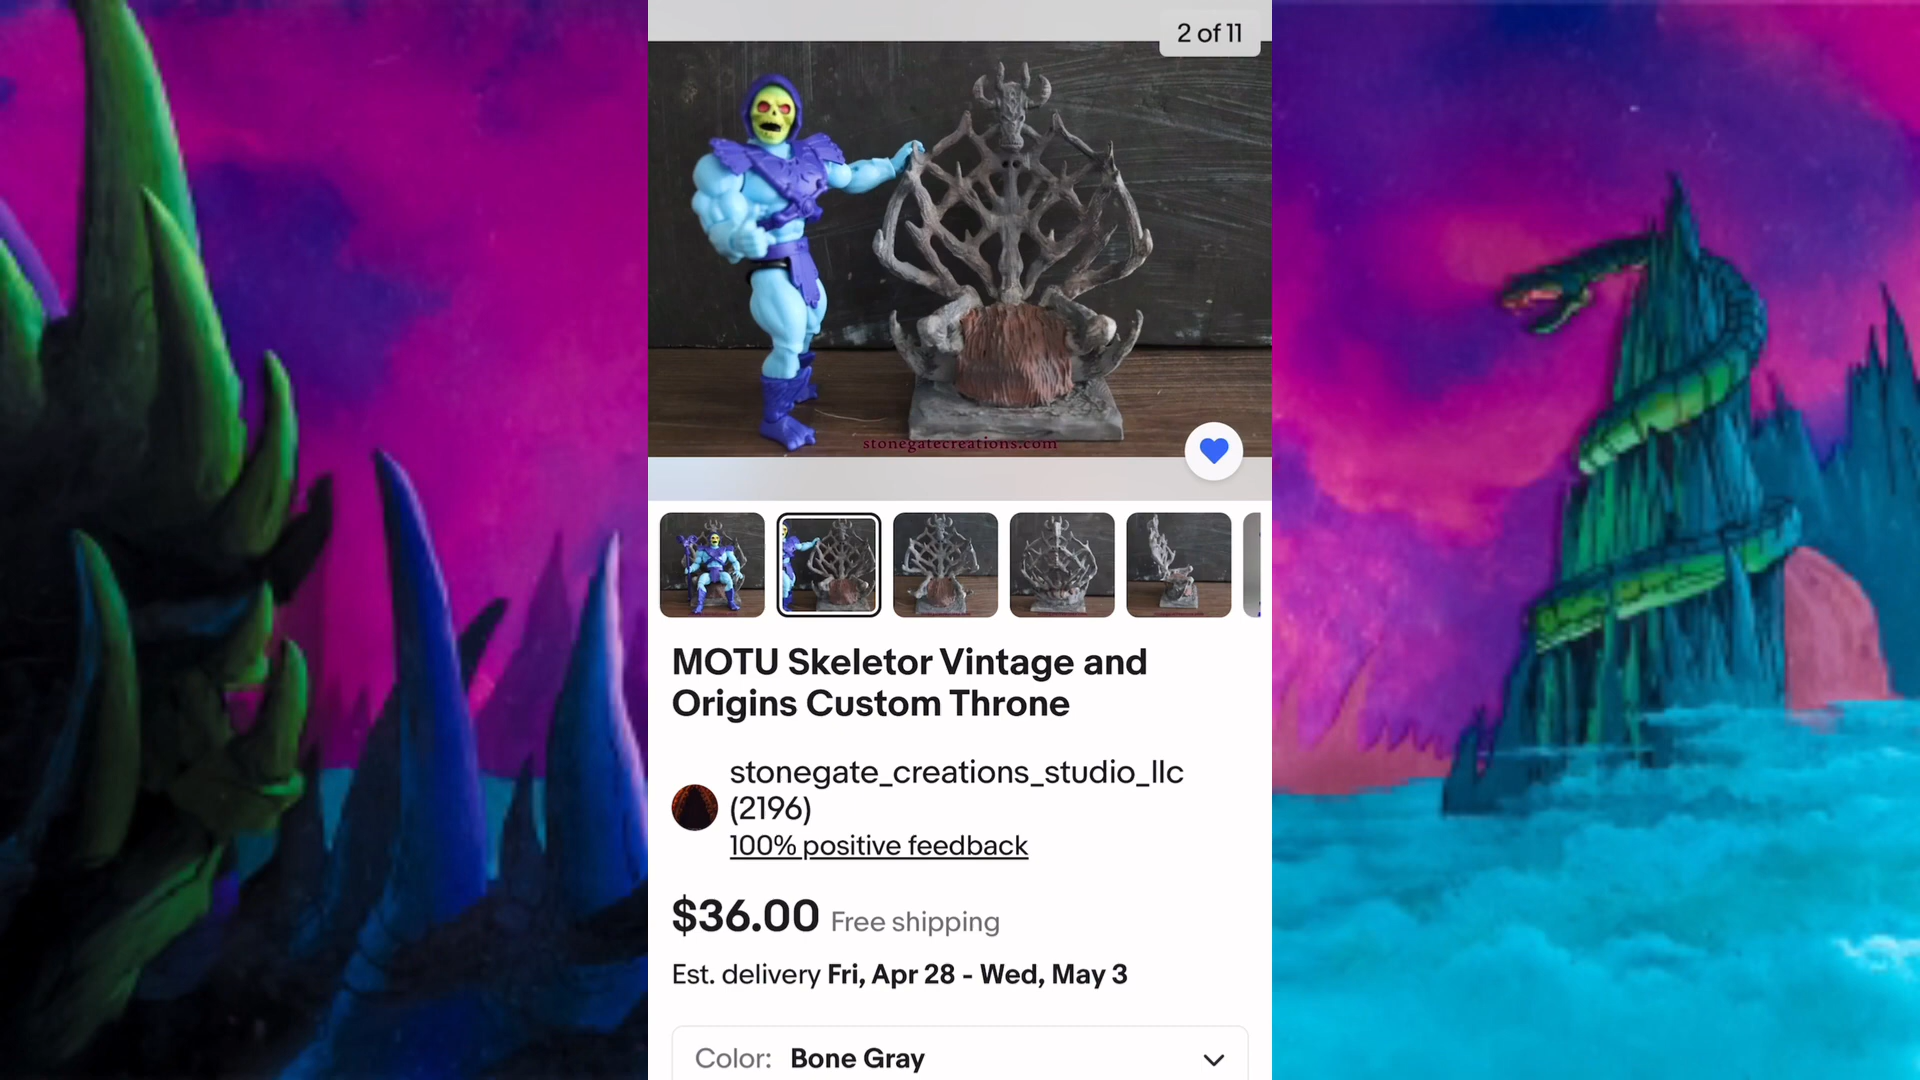 2 of 11
stonegatecreations.com
MOTU Skeletor Vintage and
Origins Custom Throne
stonegate_creations_studio_llc
(2196)
100% positive feedback
$36.00 Free shipping
Est. delivery Fri, Apr 28 - Wed, May 3
Color: Bone Gray